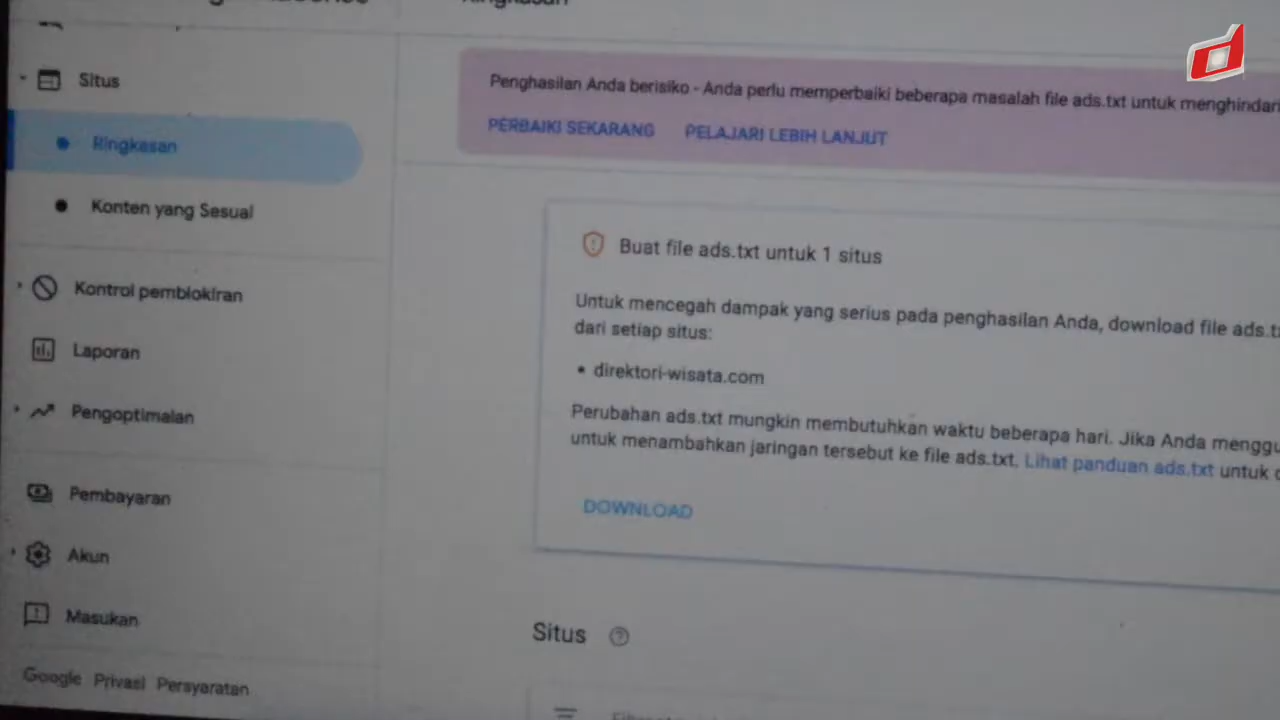 Ringkasan
Situs
Ringkasan
Konten yang Sesuai
Kontrol pemblokiran
Laporan
Pengoptimalan
Pembayaran
Akun
Masukan
Google Privasi Persyaratan
Penghasilan Anda berisiko - Anda perlu memperbaiki beberapa masalah file ads.txt untuk menghindari
PERBAIKI SEKARANG PELAJARI LEBIH LANJUT
Buat file ads.txt untuk 1 situs
Untuk mencegah dampak yang serius pada penghasilan Anda, download file
dari setiap situs:
• direktori-wisata.com
Perubahan ads.txt mungkin membutuhkan waktu beberapa hari. Jika Anda
untuk menambahkan jaringan tersebut ke file ads.txt. Lihat panduan ads.txt untuk
DOWNLOAD
Situs